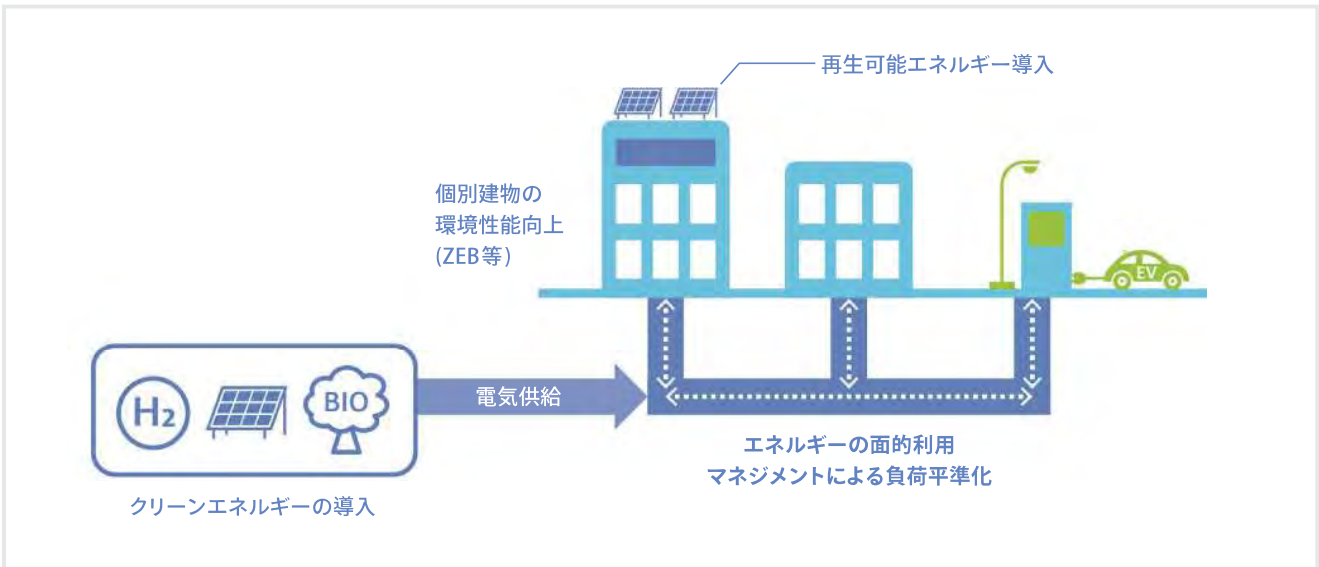 再生可能エネルギー導入
個別建物の
環境性能向上
(ZEB等)
EV
H₂
BIO
電気供給
エネルギーの面的利用
マネジメントによる負荷平準化
クリーンエネルギーの導入